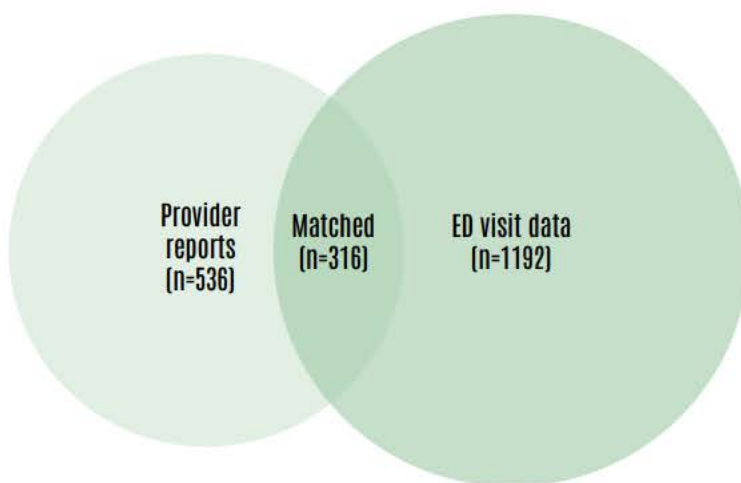 Provider
reports
(n=536)
Matched
(n=316)
ED visit data
(n=1192)